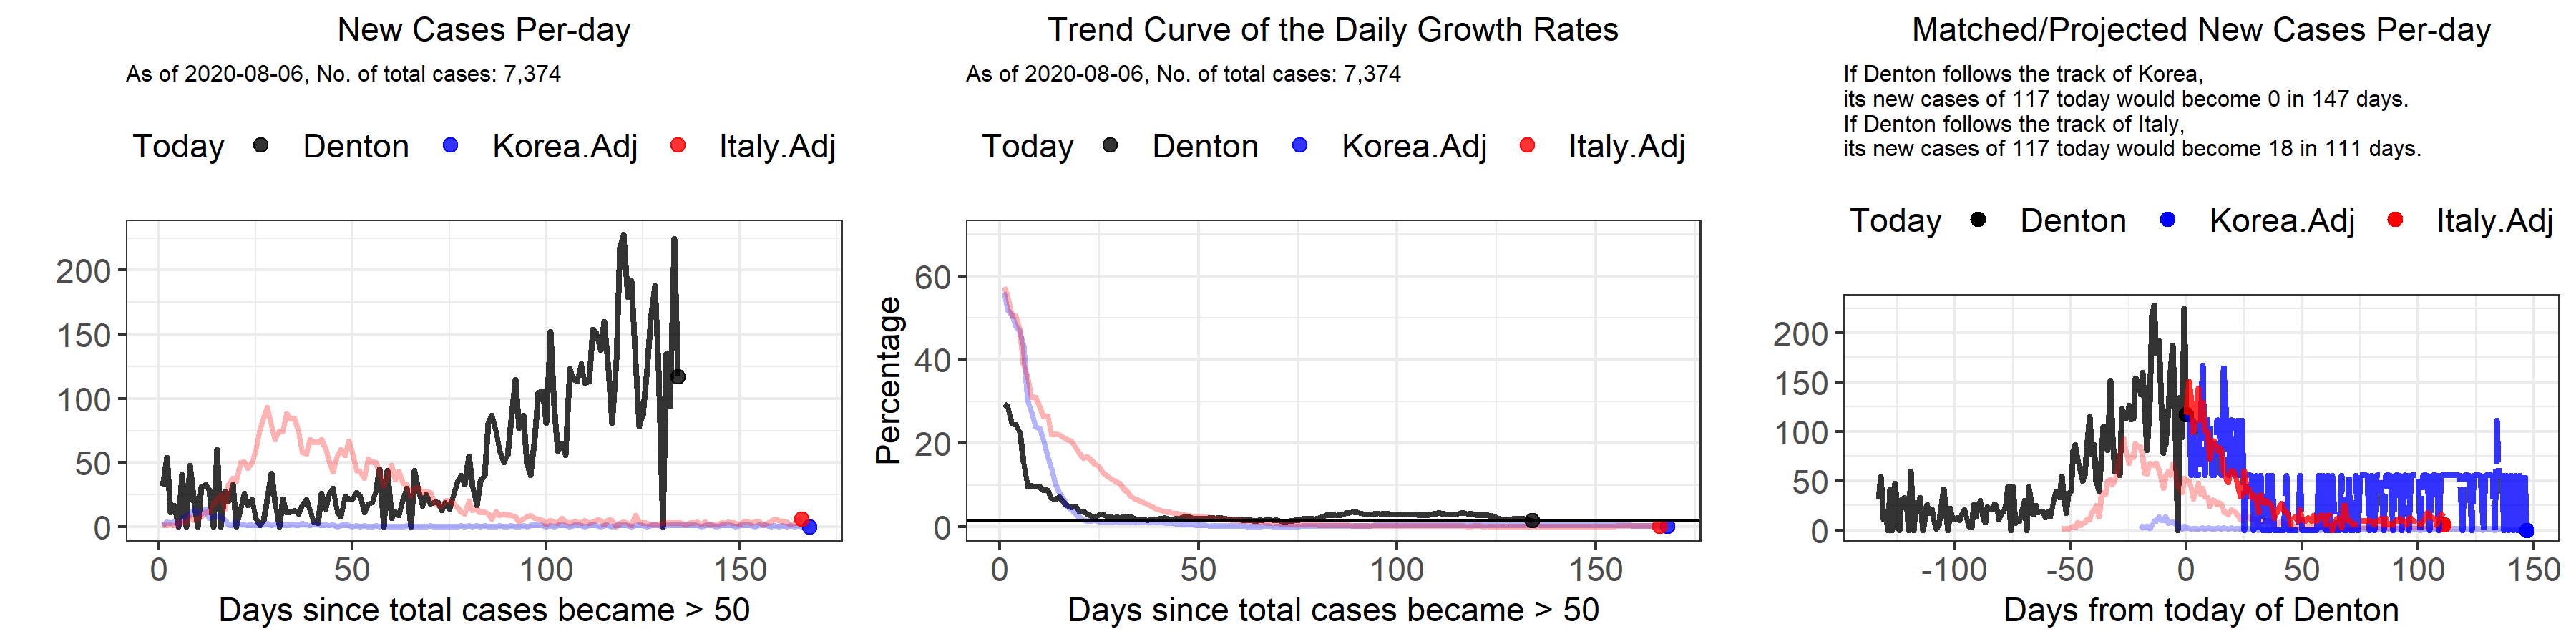 New Cases Per-day
As of 2020-08-06, No. of total cases: 7,374
Today Denton Korea.Adj Italy.Adj
200
150
100
50
0
0 50 100 150
Days since total cases became > 50
Trend Curve of the Daily Growth Rates
As of 2020-08-06, No. of total cases: 7,374
Today Denton Korea.Adj Italy.Adj
Percentage
60
40
20
0
0 50 100 150
Days since total cases became > 50
Matched/Projected New Cases Per-day
If Denton follows the track of Korea,
its new cases of 117 today would become 0 in 147 days.
If Denton follows the track of Italy,
its new cases of 117 today would become 18 in 111 days.
Today Denton Korea.Adj Italy.Adj
200
150
100
50
0
-100 -50 0 50 100 150
Days from today of Denton